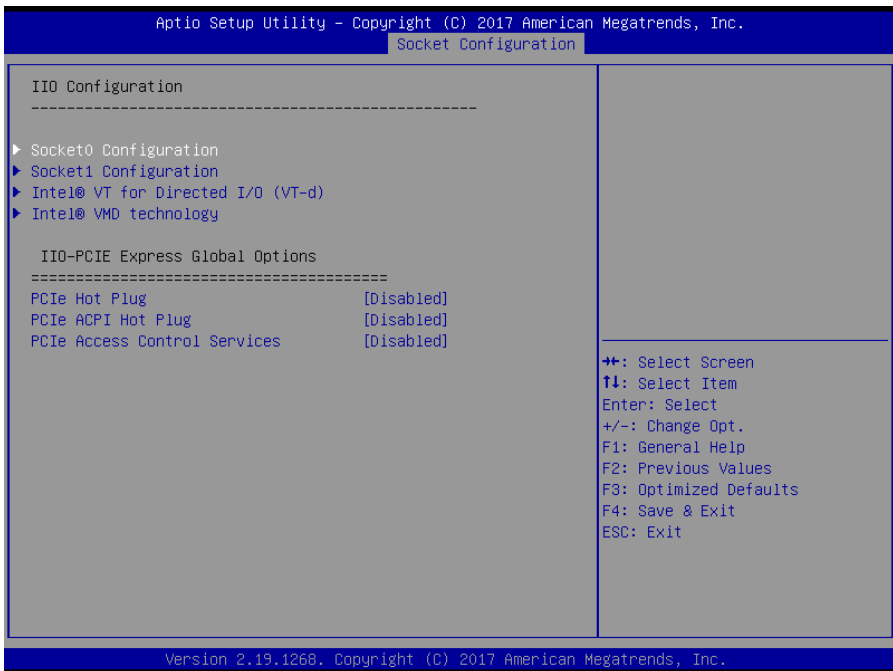 Aptio Setup Utility – Copyright (C) 2017 American Megatrends, Inc.
Socket Configuration
IIO Configuration
--------------------------------------------------
Socket0 Configuration
Socket1 Configuration
Intel® VT for Directed I/O (VT-d)
Intel® VMD technology
IIO-PCIE Express Global Options
========================================
PCIe Hot Plug [Disabled]
PCIe ACPI Hot Plug [Disabled]
PCIe Access Control Services [Disabled]
→←: Select Screen
↑↓: Select Item
Enter: Select
+/-: Change Opt.
F1: General Help
F2: Previous Values
F3: Optimized Defaults
F4: Save & Exit
ESC: Exit
Version 2.19.1268. Copyright (C) 2017 American Megatrends, Inc.